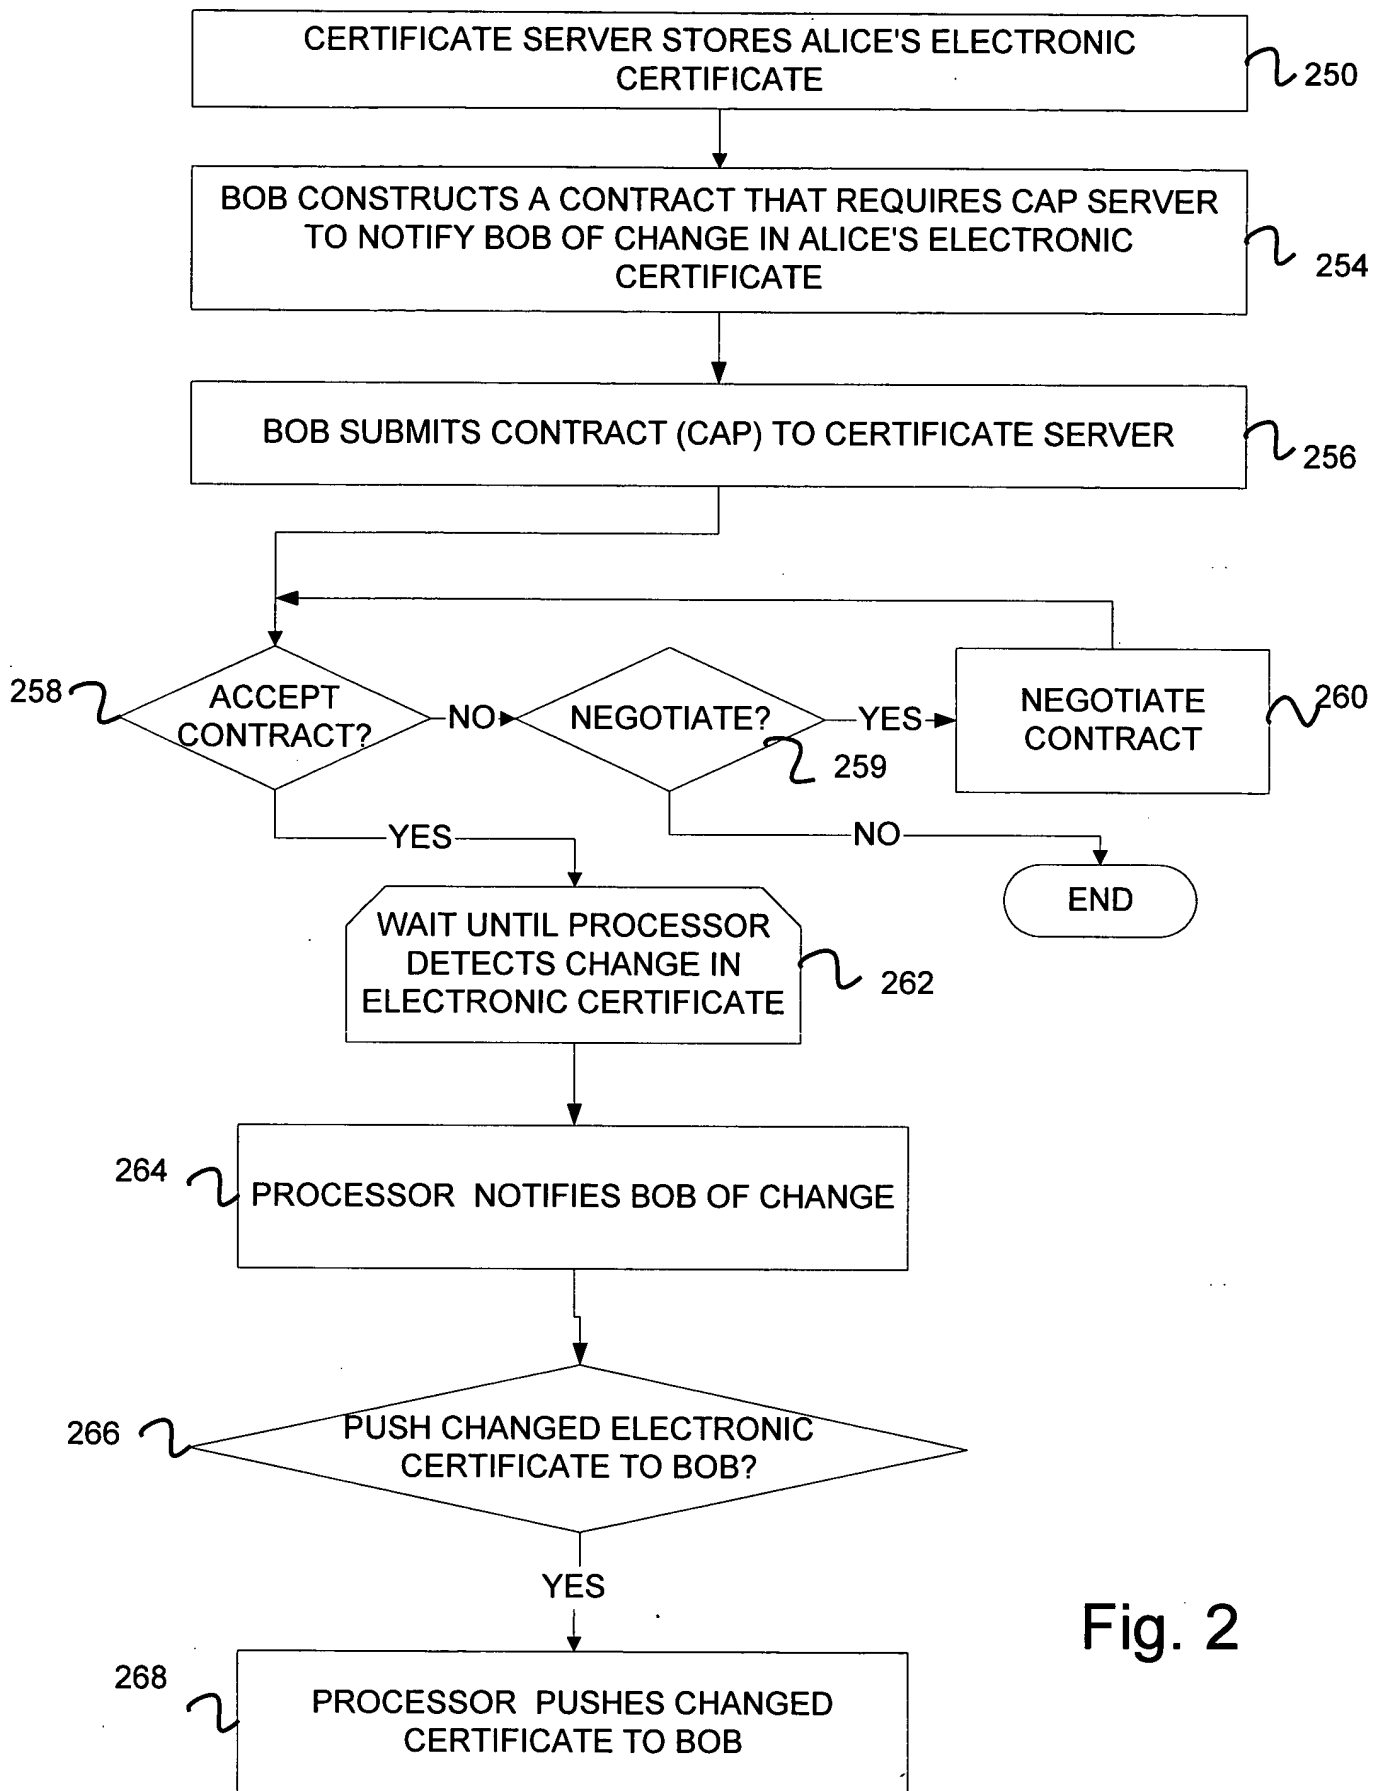 CERTIFICATE SERVER STORES ALICE'S ELECTRONIC
CERTIFICATE
250
BOB CONSTRUCTS A CONTRACT THAT REQUIRES CAP SERVER
TO NOTIFY BOB OF CHANGE IN ALICE'S ELECTRONIC
CERTIFICATE
254
BOB SUBMITS CONTRACT (CAP) TO CERTIFICATE SERVER
256
258
ACCEPT
CONTRACT?
NO
NEGOTIATE?
259
YES
NEGOTIATE
CONTRACT
260
YES
NO
END
WAIT UNTIL PROCESSOR
DETECTS CHANGE IN
ELECTRONIC CERTIFICATE
262
264
PROCESSOR NOTIFIES BOB OF CHANGE
266
PUSH CHANGED ELECTRONIC
CERTIFICATE TO BOB?
YES
268
PROCESSOR PUSHES CHANGED
CERTIFICATE TO BOB
Fig. 2